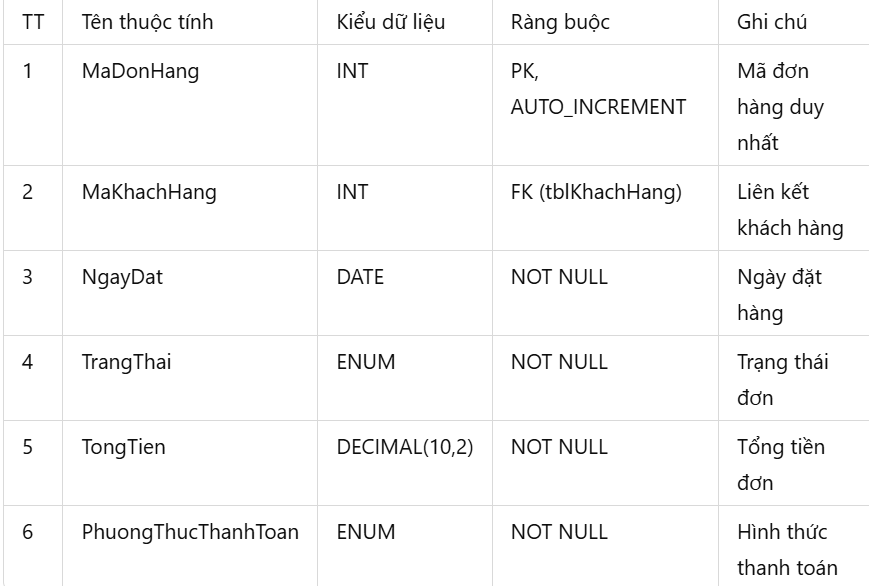 TT Tên thuộc tính Kiểu dữ liệu Ràng buộc Ghi chú
1 MaDonHang INT PK, Mã đơn
AUTO_INCREMENT hàng duy
nhất
2 MaKhachHang INT FK (tblKhachHang) Liên kết
khách hàng
3 NgayDat DATE NOT NULL Ngày đặt
hàng
4 TrangThai ENUM NOT NULL Trạng thái
đơn
5 TongTien DECIMAL(10,2) NOT NULL Tổng tiền
đơn
6 PhuongThucThanhToan ENUM NOT NULL Hình thức
thanh toán